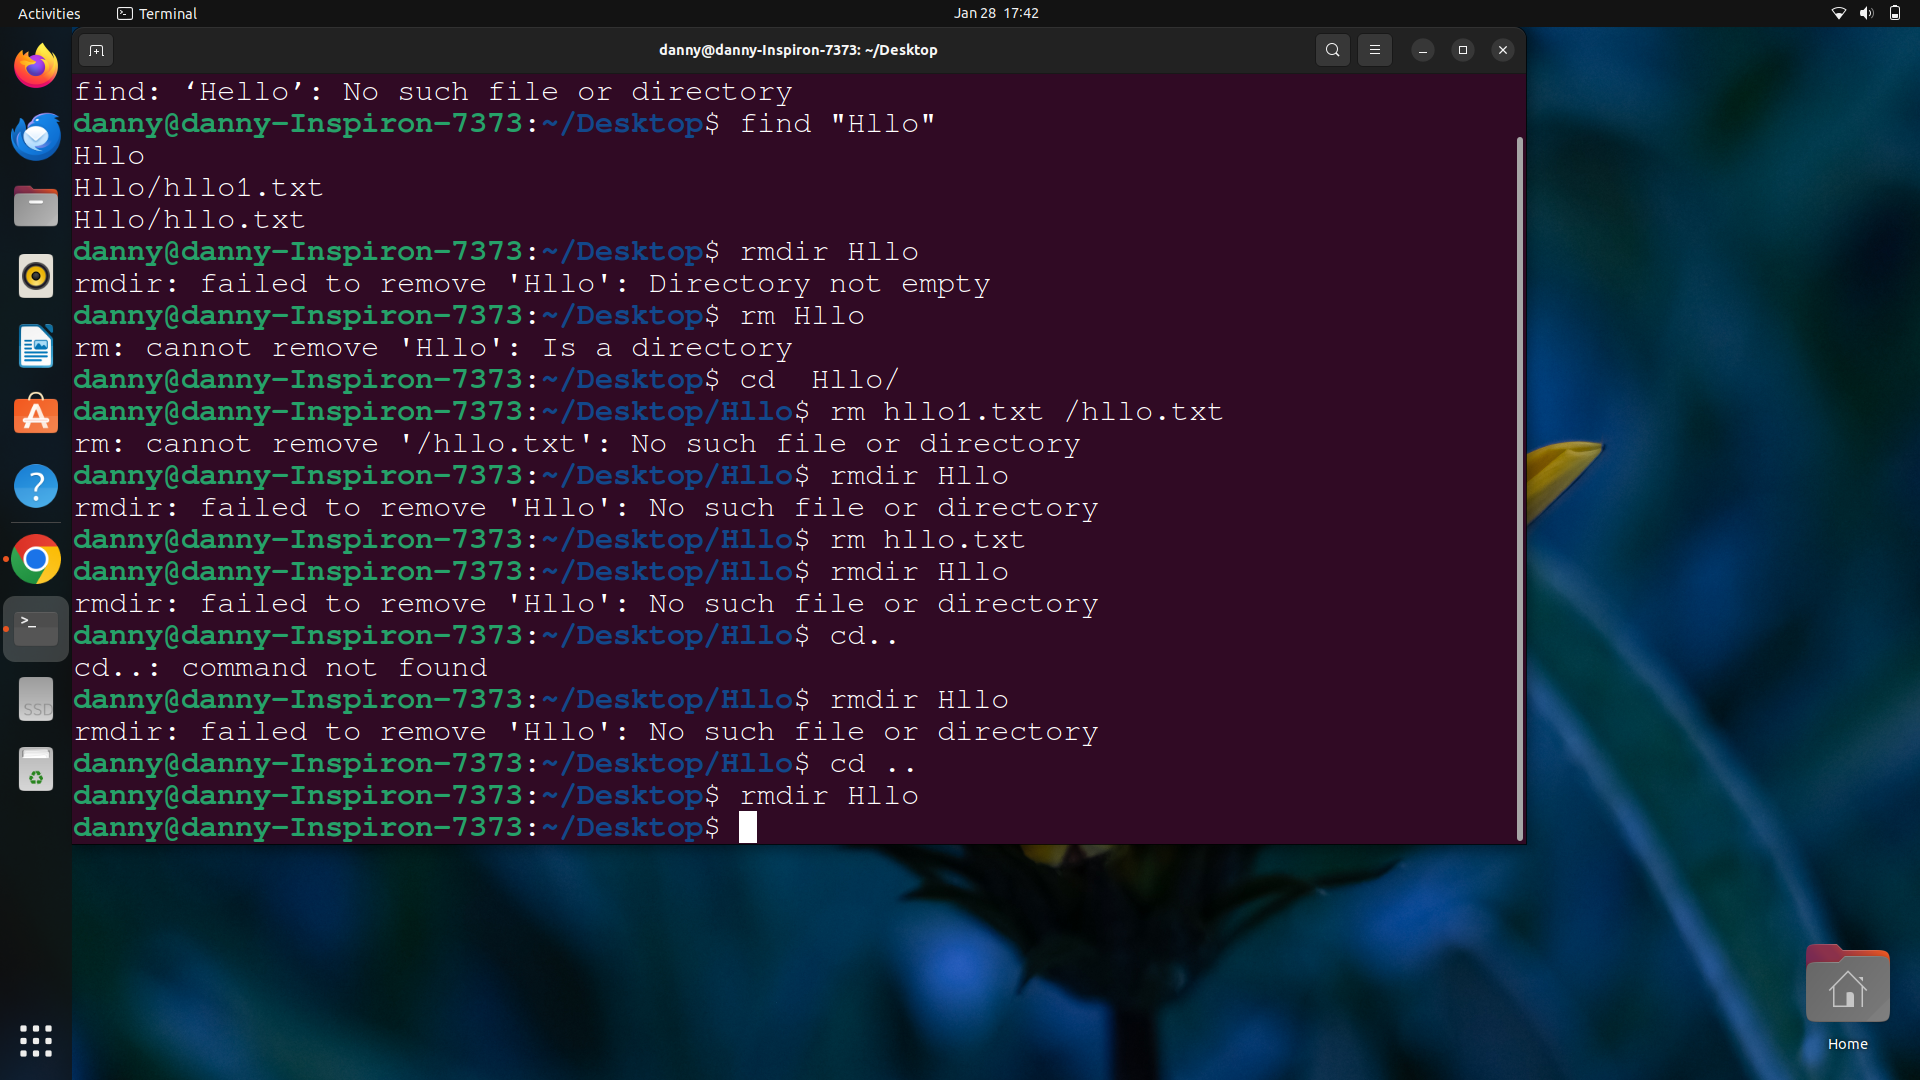 Activities
Terminal
Jan 28 17:42
danny@danny-Inspiron-7373: ~/Desktop
find: ‘Hello’: No such file or directory
danny@danny-Inspiron-7373:~/Desktop$ find "Hllo"
Hllo
Hllo/hllo1.txt
Hllo/hllo.txt
danny@danny-Inspiron-7373:~/Desktop$ rmdir Hllo
rmdir: failed to remove 'Hllo': Directory not empty
danny@danny-Inspiron-7373:~/Desktop$ rm Hllo
rm: cannot remove 'Hllo': Is a directory
danny@danny-Inspiron-7373:~/Desktop$ cd  Hllo/
danny@danny-Inspiron-7373:~/Desktop/Hllo$ rm hllo1.txt /hllo.txt
rm: cannot remove '/hllo.txt': No such file or directory
danny@danny-Inspiron-7373:~/Desktop/Hllo$ rmdir Hllo
rmdir: failed to remove 'Hllo': No such file or directory
danny@danny-Inspiron-7373:~/Desktop/Hllo$ rm hllo.txt
danny@danny-Inspiron-7373:~/Desktop/Hllo$ rmdir Hllo
rmdir: failed to remove 'Hllo': No such file or directory
danny@danny-Inspiron-7373:~/Desktop/Hllo$ cd..
cd..: command not found
danny@danny-Inspiron-7373:~/Desktop/Hllo$ rmdir Hllo
rmdir: failed to remove 'Hllo': No such file or directory
danny@danny-Inspiron-7373:~/Desktop/Hllo$ cd ..
danny@danny-Inspiron-7373:~/Desktop$ rmdir Hllo
danny@danny-Inspiron-7373:~/Desktop$
SSD
Home